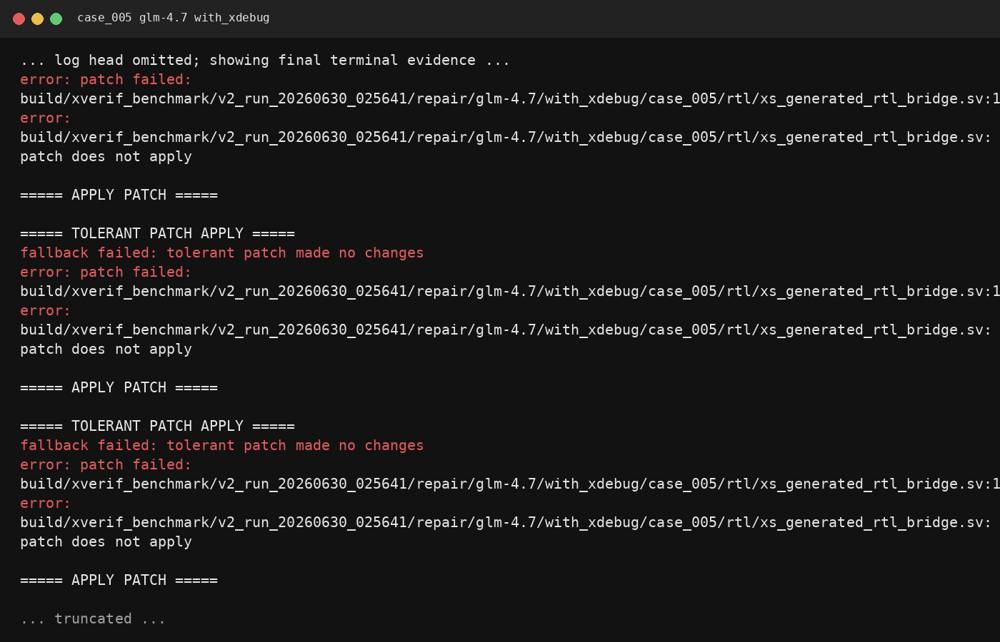 case_005 glm-4.7 with_xdebug
... log head omitted; showing final terminal evidence ...
error: patch failed:
build/xverif_benchmark/v2_run_20260630_025641/repair/glm-4.7/with_xdebug/case_005/rtl/xs_generated_rtl_bridge.sv:1
error:
build/xverif_benchmark/v2_run_20260630_025641/repair/glm-4.7/with_xdebug/case_005/rtl/xs_generated_rtl_bridge.sv:
patch does not apply
===== APPLY PATCH =====
===== TOLERANT PATCH APPLY =====
fallback failed: tolerant patch made no changes
error: patch failed:
build/xverif_benchmark/v2_run_20260630_025641/repair/glm-4.7/with_xdebug/case_005/rtl/xs_generated_rtl_bridge.sv:1
error:
build/xverif_benchmark/v2_run_20260630_025641/repair/glm-4.7/with_xdebug/case_005/rtl/xs_generated_rtl_bridge.sv:
patch does not apply
===== APPLY PATCH =====
===== TOLERANT PATCH APPLY =====
fallback failed: tolerant patch made no changes
error: patch failed:
build/xverif_benchmark/v2_run_20260630_025641/repair/glm-4.7/with_xdebug/case_005/rtl/xs_generated_rtl_bridge.sv:1
error:
build/xverif_benchmark/v2_run_20260630_025641/repair/glm-4.7/with_xdebug/case_005/rtl/xs_generated_rtl_bridge.sv:
patch does not apply
===== APPLY PATCH =====
... truncated ...